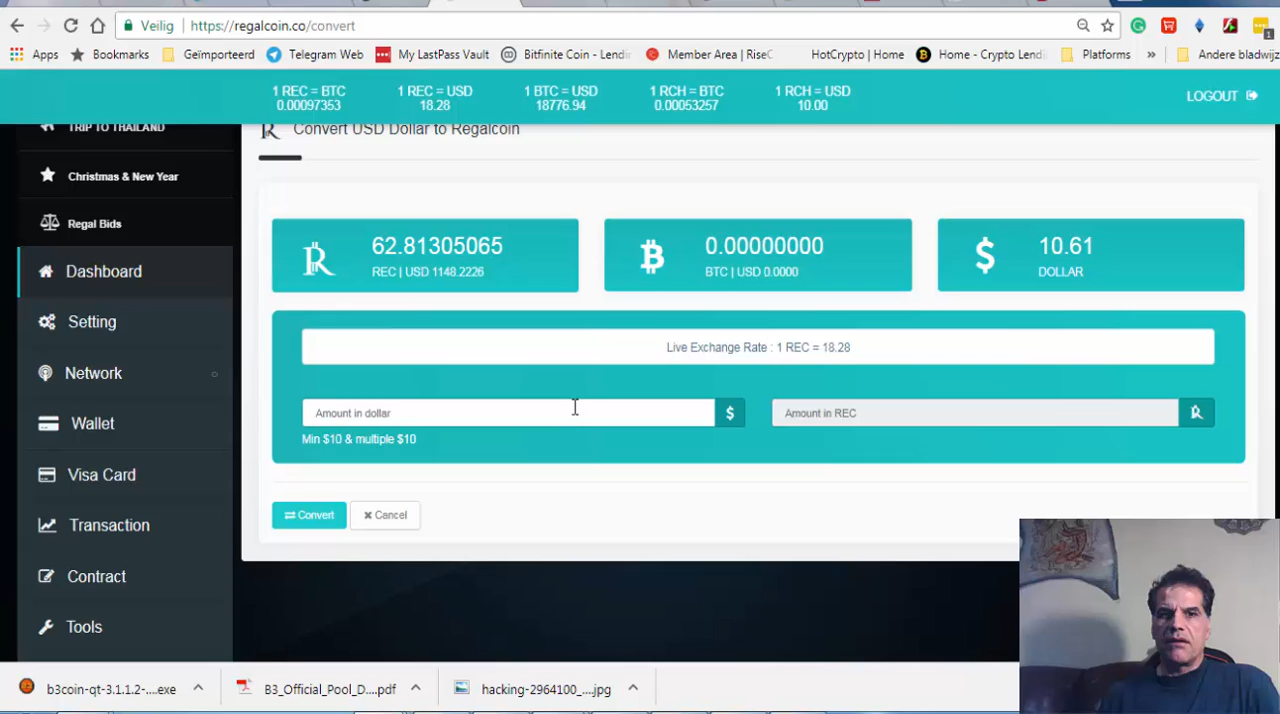 Veilig https://regalcoin.co/convert
Apps Bookmarks Geïmporteerd Telegram Web My LastPass Vault Bitfinite Coin - Lendi Member Area | Rise HotCrypto | Home Home - Crypto Lend Platforms » Andere bladwijz
1 REC = BTC 1 REC = USD 1 BTC = USD 1 RCH = BTC 1 RCH = USD
0.00097353 18.28 18776.94 0.00053257 10.00
LOGOUT
TRIP TO THAILAND
Christmas & New Year
Regal Bids
Dashboard
Setting
Network
Wallet
Visa Card
Transaction
Contract
Tools
Convert USD Dollar to Regalcoin
62.81305065
REC | USD 1148.2226
0.00000000
BTC | USD 0.0000
$ 10.61
DOLLAR
Live Exchange Rate : 1 REC = 18.28
Amount in dollar $
Amount in REC
Min $10 & multiple $10
Convert Cancel
b3coin-qt-3.1.1.2-....exe B3_Official_Pool_D....pdf hacking-2964100_....jpg
1